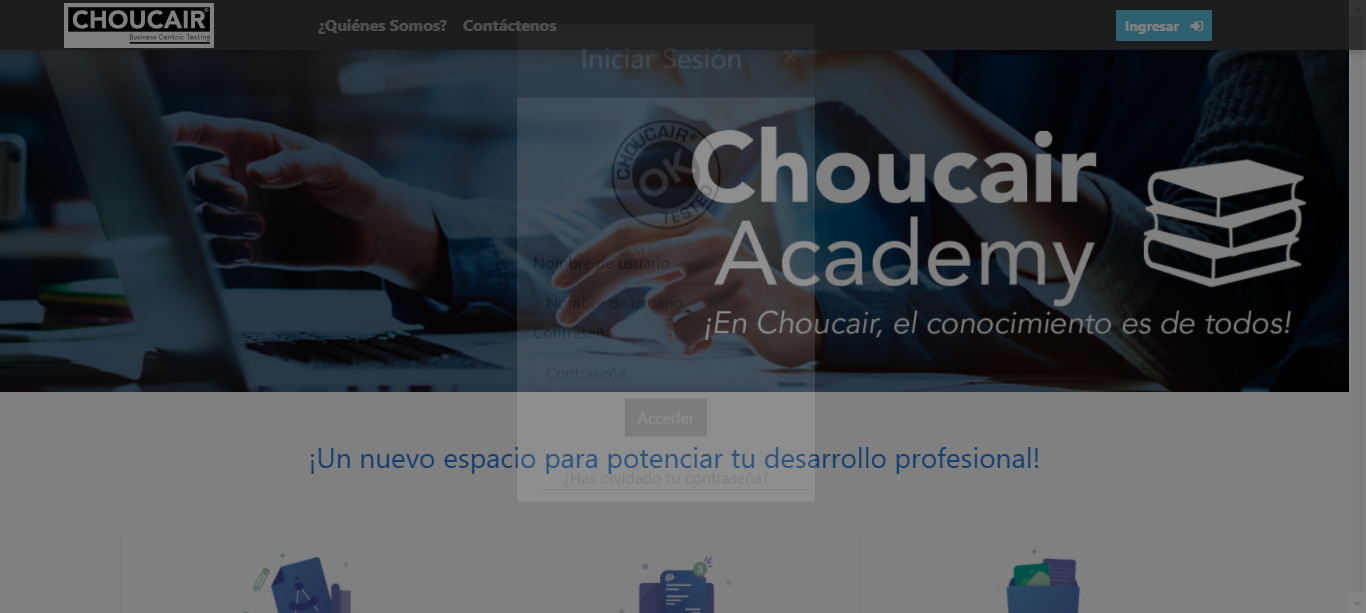 CHOUCAIR®
Business Centric Testing
¿Quiénes Somos? Contáctenos
Ingresar
Iniciar Sesión ×
CHOUCAIR
OK
TESTED
Choucair
Academy
¡En Choucair, el conocimiento es de todos!
Nombre de usuario
Nombre de usuario
Contraseña
Contraseña
Acceder
¡Un nuevo espacio para potenciar tu desarrollo profesional!
¿Has olvidado tu contraseña?
3